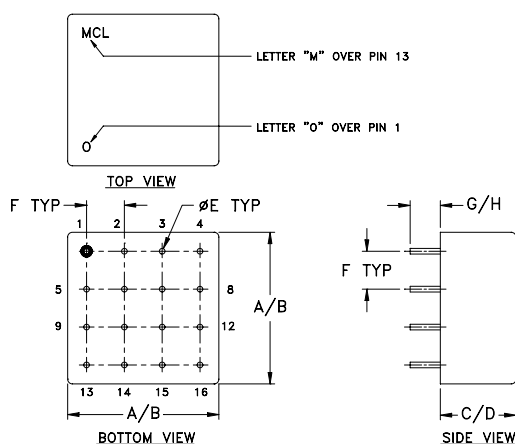 MCL
LETTER "M" OVER PIN 13
O
LETTER "O" OVER PIN 1
TOP VIEW
F TYP
øE TYP
G/H
1 2 3 4
F TYP
5 8
A/B
9 12
13 14 15 16
A/B
C/D
BOTTOM VIEW
SIDE VIEW